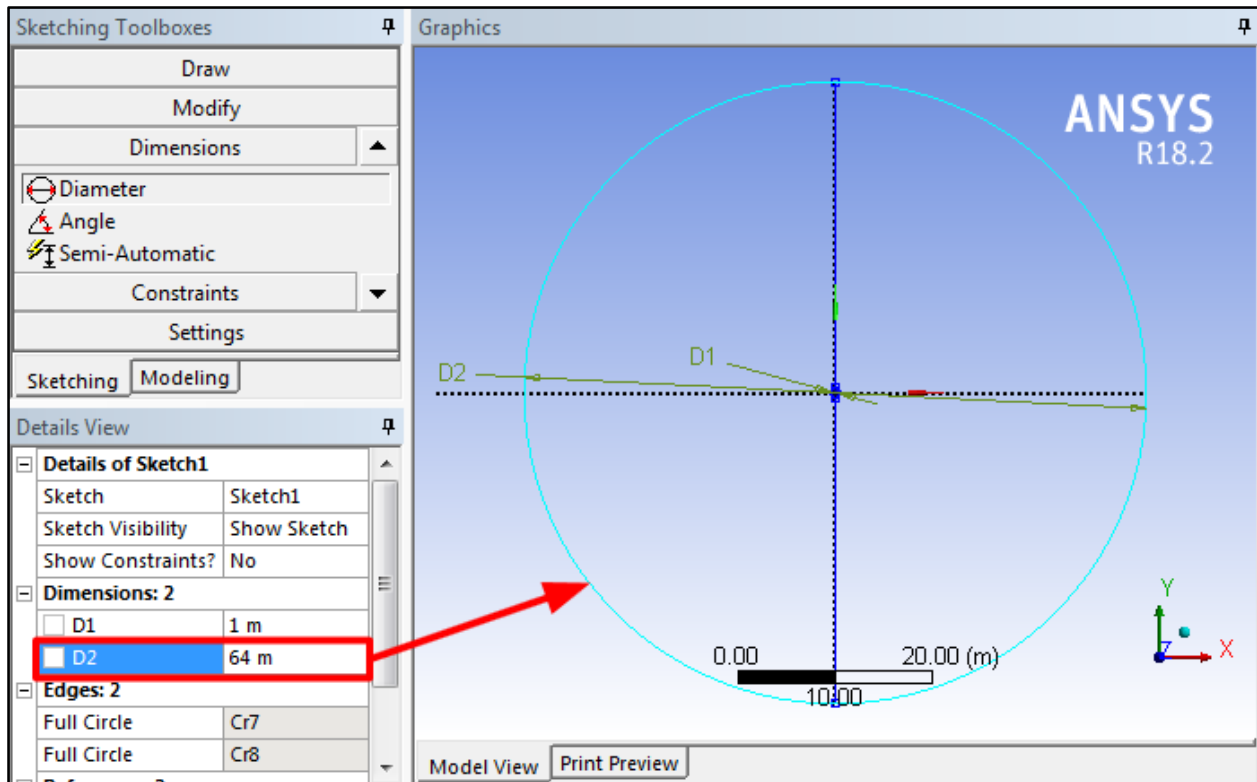 Sketching Toolboxes
Draw
Modify
Dimensions
Diameter
Angle
Semi-Automatic
Constraints
Settings
Sketching Modeling
Details View
Details of Sketch1
Sketch Sketch1
Sketch Visibility Show Sketch
Show Constraints? No
Dimensions: 2
D1 1 m
D2 64 m
Edges: 2
Full Circle Cr7
Full Circle Cr8
Graphics
ANSYS
R18.2
D1
D2
Y
X
Z
0.00 20.00 (m)
10.00
Model View Print Preview